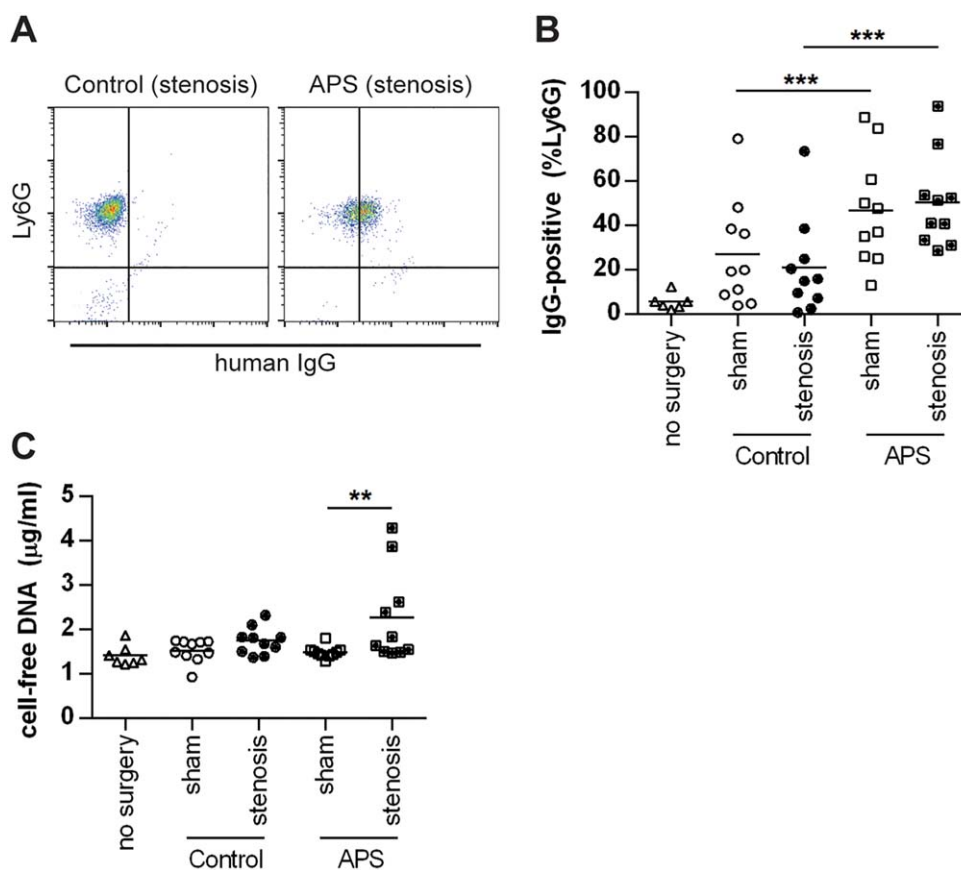 A
Control (stenosis)
APS (stenosis)
Ly6G
human IgG
B
***
***
IgG-positive (%Ly6G)
100
80
60
40
20
0
no surgery
sham
stenosis
sham
stenosis
Control
APS
C
**
cell-free DNA (μg/ml)
5
4
3
2
1
0
no surgery
sham
stenosis
sham
stenosis
Control
APS